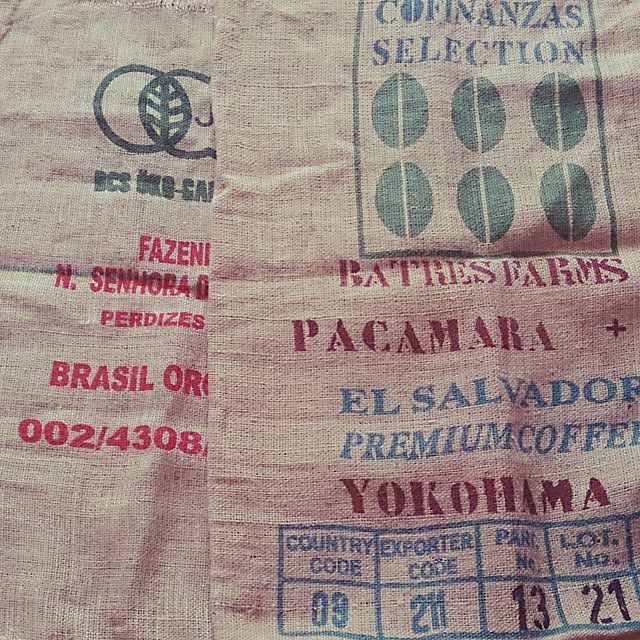 BCS ÖKO-GA
FAZEN
N. SENHORA D
PERDIZES
BRASIL OR
002/4308
COFINANZAS
SELECTION
BATRES FARMS
PACAMARA +
EL SALVADOR
PREMIUM COFFEE
YOKOHAMA
COUNTRY CODE EXPORTER CODE PART. No. LOT. No.
09 211 13 21